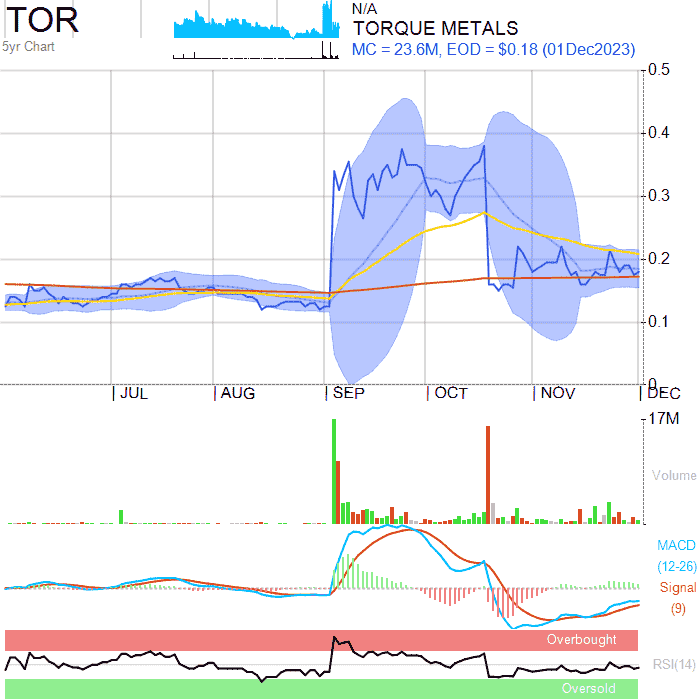 TOR
5yr Chart
N/A
TORQUE METALS
MC = 23.6M, EOD = $0.18 (01Dec2023)
0.5
0.4
0.3
0.2
0.1
0
JUL AUG SEP OCT NOV DEC
17M
Volume
MACD
(12-26)
Signal
(9)
Overbought
RSI(14)
Oversold